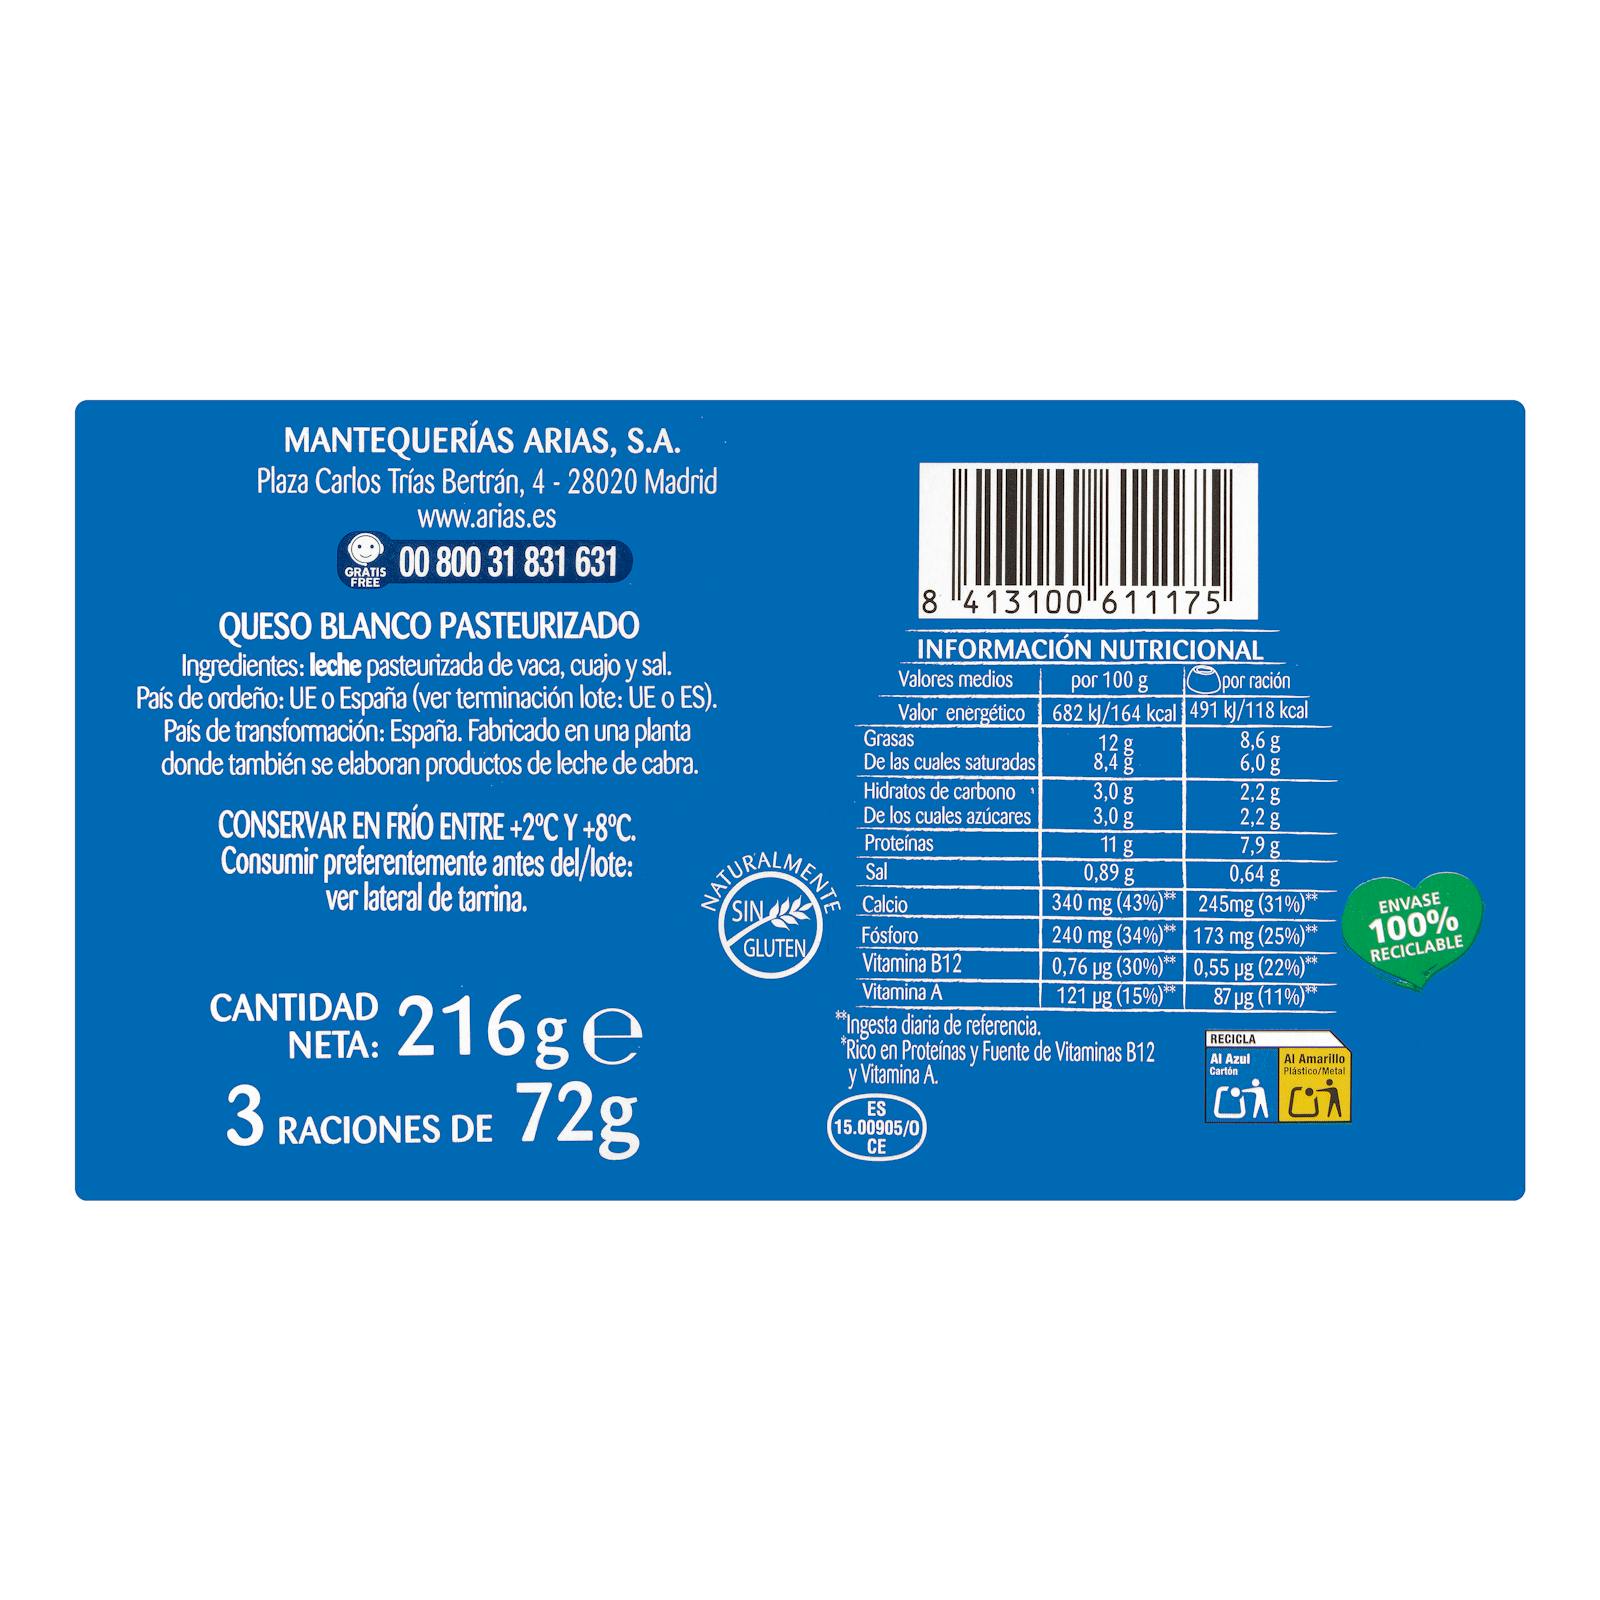 MANTEQUERÍAS ARIAS, S.A.
Plaza Carlos Trías Bertrán, 4 - 28020 Madrid
www.arias.es
GRATIS
FREE
00 800 31 831 631
QUESO BLANCO PASTEURIZADO
Ingredientes: leche pasteurizada de vaca, cuajo y sal.
País de ordeño: UE o España (ver terminación lote: UE o ES).
País de transformación: España. Fabricado en una planta
donde también se elaboran productos de leche de cabra.
CONSERVAR EN FRÍO ENTRE +2ºC Y +8ºC.
Consumir preferentemente antes del/lote:
ver lateral de tarrina.
CANTIDAD
NETA: 216g e
3 RACIONES DE 72g
NATURALMENTE
SIN
GLUTEN
8 413100 611175
INFORMACIÓN NUTRICIONAL
Valores medios por 100 g por ración
Valor energético 682 kJ/164 kcal 491 kJ/118 kcal
Grasas 12 g 8,6 g
De las cuales saturadas 8,4 g 6,0 g
Hidratos de carbono 3,0 g 2,2 g
De los cuales azúcares 3,0 g 2,2 g
Proteínas 11 g 7,9 g
Sal 0,89 g 0,64 g
Calcio 340 mg (43%)** 245mg (31%)**
Fósforo 240 mg (34%)** 173 mg (25%)**
Vitamina B12 0,76 µg (30%)** 0,55 µg (22%)**
Vitamina A 121 µg (15%)** 87 µg (11%)**
**Ingesta diaria de referencia.
*Rico en Proteínas y Fuente de Vitaminas B12
y Vitamina A.
ES
15.00905/O
CE
ENVASE
100%
RECICLABLE
RECICLA
Al Azul
Cartón
Al Amarillo
Plástico/Metal